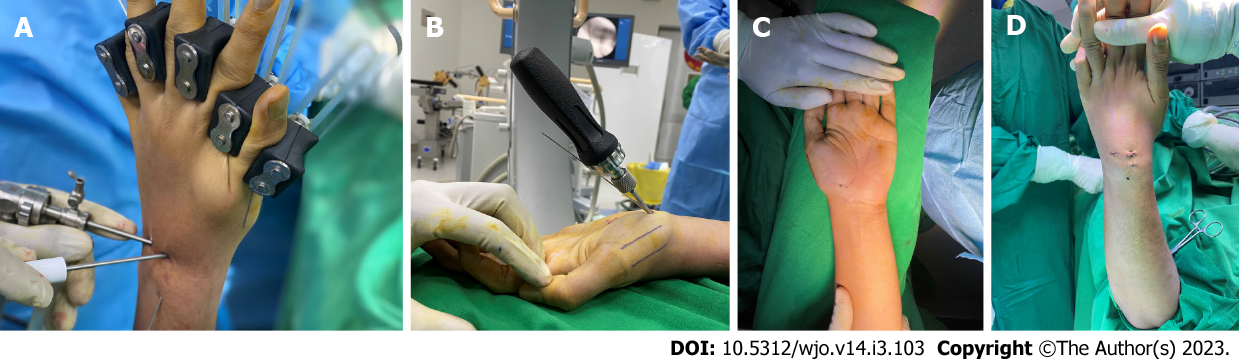 A
B
C
D
DOI: 10.5312/wjo.v14.i3.103 Copyright ©The Author(s) 2023.